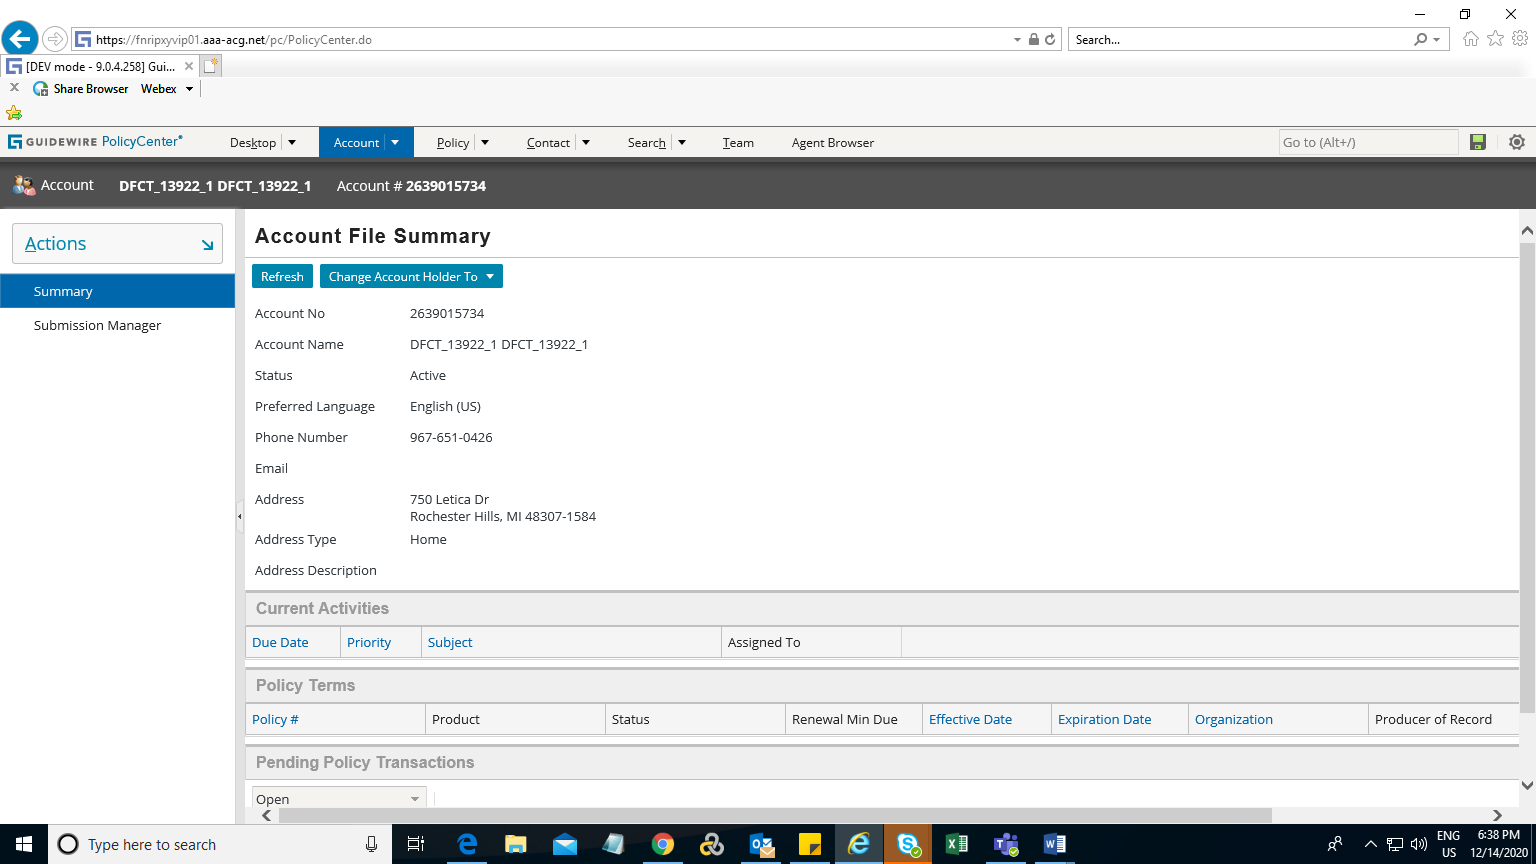 https://fnripxyvip01.aaa-acg.net/pc/PolicyCenter.do
Search...
[DEV mode - 9.0.4.258] Gui...
x Share Browser Webex
GUIDEWIRE PolicyCenter®
Desktop Account Policy Contact Search Team Agent Browser
Go to (Alt+/)
Account DFCT_13922_1 DFCT_13922_1 Account # 2639015734
Actions
Summary
Submission Manager
Account File Summary
Refresh Change Account Holder To
Account No 2639015734
Account Name DFCT_13922_1 DFCT_13922_1
Status Active
Preferred Language English (US)
Phone Number 967-651-0426
Email
Address 750 Letica Dr
Rochester Hills, MI 48307-1584
Address Type Home
Address Description
Current Activities
Due Date Priority Subject Assigned To
Policy Terms
Policy # Product Status Renewal Min Due Effective Date Expiration Date Organization Producer of Record
Pending Policy Transactions
Open
Type here to search
ENG 6:38 PM
US 12/14/2020